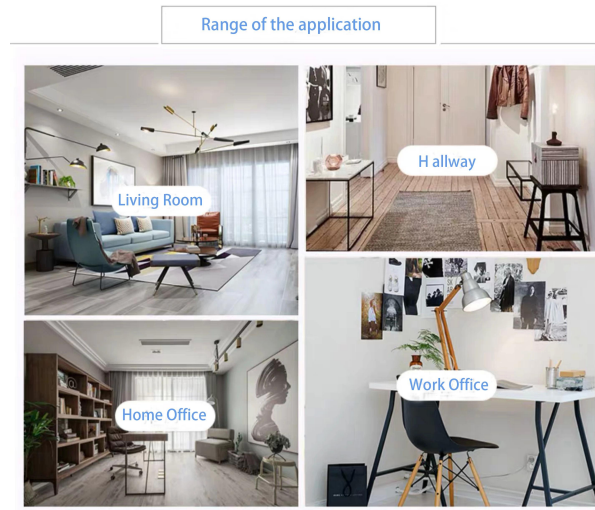 Range of the application
Living Room
H allway
Home Office
Work Office